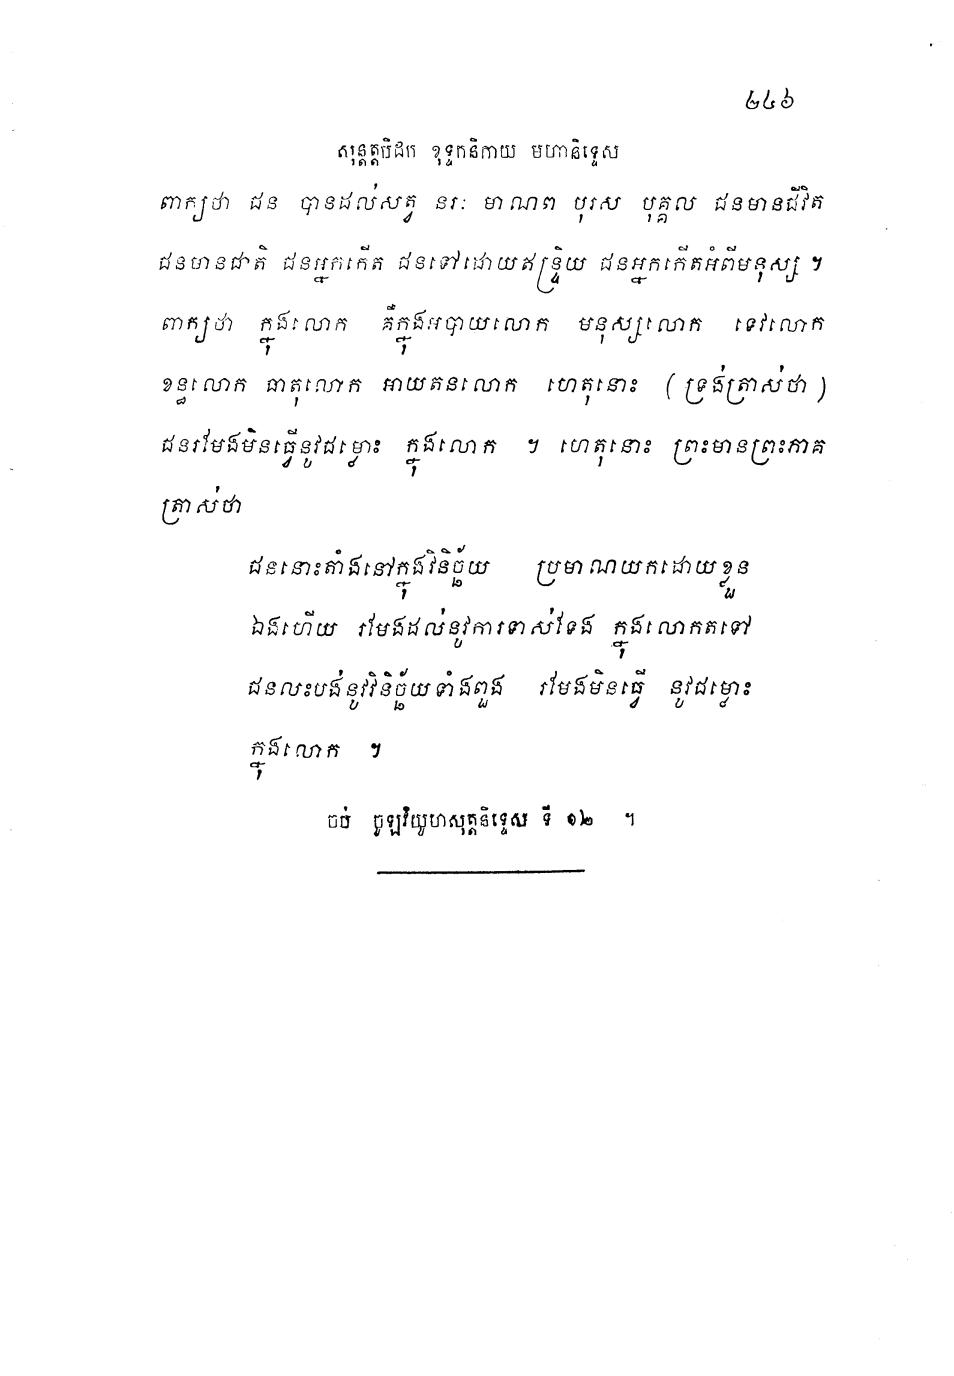 ២៤៦
សុត្តន្តបិដក ខុទ្ទកនិកាយ មហានិទ្ទេស
ពាក្យថា ជន បានដល់សត្វ នរៈ មាណព បុរស បុគ្គល ជនមានជីវិត
ជនមានជាតិ ជនអ្នកកើត ជនទៅដោយឥន្ទ្រិយ ជនអ្នកកើតអំពីមនុស្ស ។
ពាក្យថា ក្នុងលោក គឺក្នុងអបាយលោក មនុស្សលោក ទេវលោក
ខន្ធលោក ធាតុលោក អាយតនលោក ហេតុនោះ (ទ្រង់ត្រាស់ថា)
ជនរមែងមិនធ្វើនូវជម្លោះ ក្នុងលោក ។ ហេតុនោះ ព្រះមានព្រះភាគ
ត្រាស់ថា
ជននោះតាំងនៅក្នុងវិនិច្ឆ័យ ប្រមាណយកដោយខ្លួន
ឯងហើយ រមែងដល់នូវការទាស់ទែង ក្នុងលោកតទៅ
ជនលះបង់នូវវិនិច្ឆ័យទាំងពួង រមែងមិនធ្វើ នូវជម្លោះ
ក្នុងលោក ។
ចប់ ចូឡវិយូហសុត្តនិទ្ទេស ទី ១២ ។